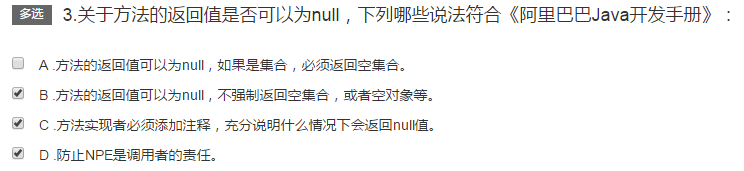 多选 3.关于方法的返回值是否可以为null，下列哪些说法符合《阿里巴巴Java开发手册》：
A .方法的返回值可以为null，如果是集合，必须返回空集合。
B .方法的返回值可以为null，不强制返回空集合，或者空对象等。
C .方法实现者必须添加注释，充分说明什么情况下会返回null值。
D .防止NPE是调用者的责任。